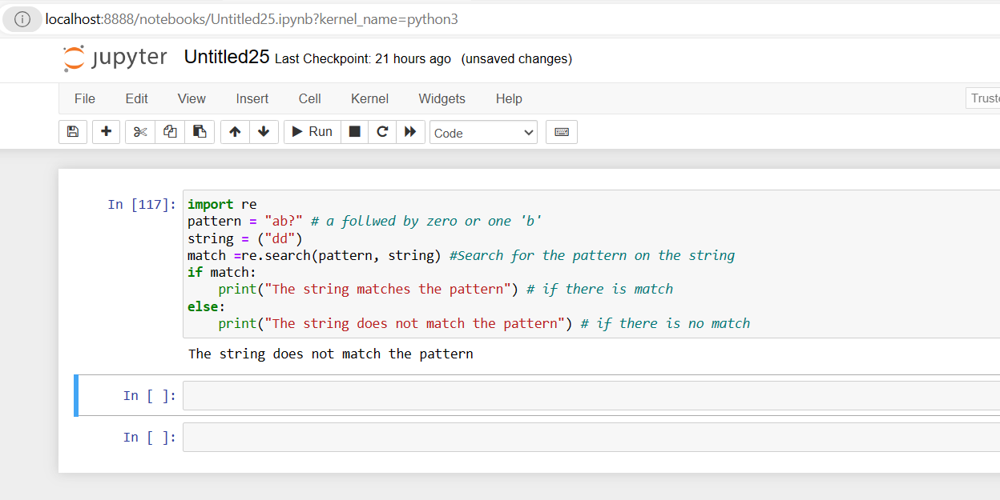 localhost:8888/notebooks/Untitled25.ipynb?kernel_name=python3
jupyter Untitled25 Last Checkpoint: 21 hours ago (unsaved changes)
File Edit View Insert Cell Kernel Widgets Help Truste
Run Code
In [117]: import re
pattern = "ab?" # a follwed by zero or one 'b'
string = ("dd")
match =re.search(pattern, string) #Search for the pattern on the string
if match:
    print("The string matches the pattern") # if there is match
else:
    print("The string does not match the pattern") # if there is no match
The string does not match the pattern
In [ ]:
In [ ]: